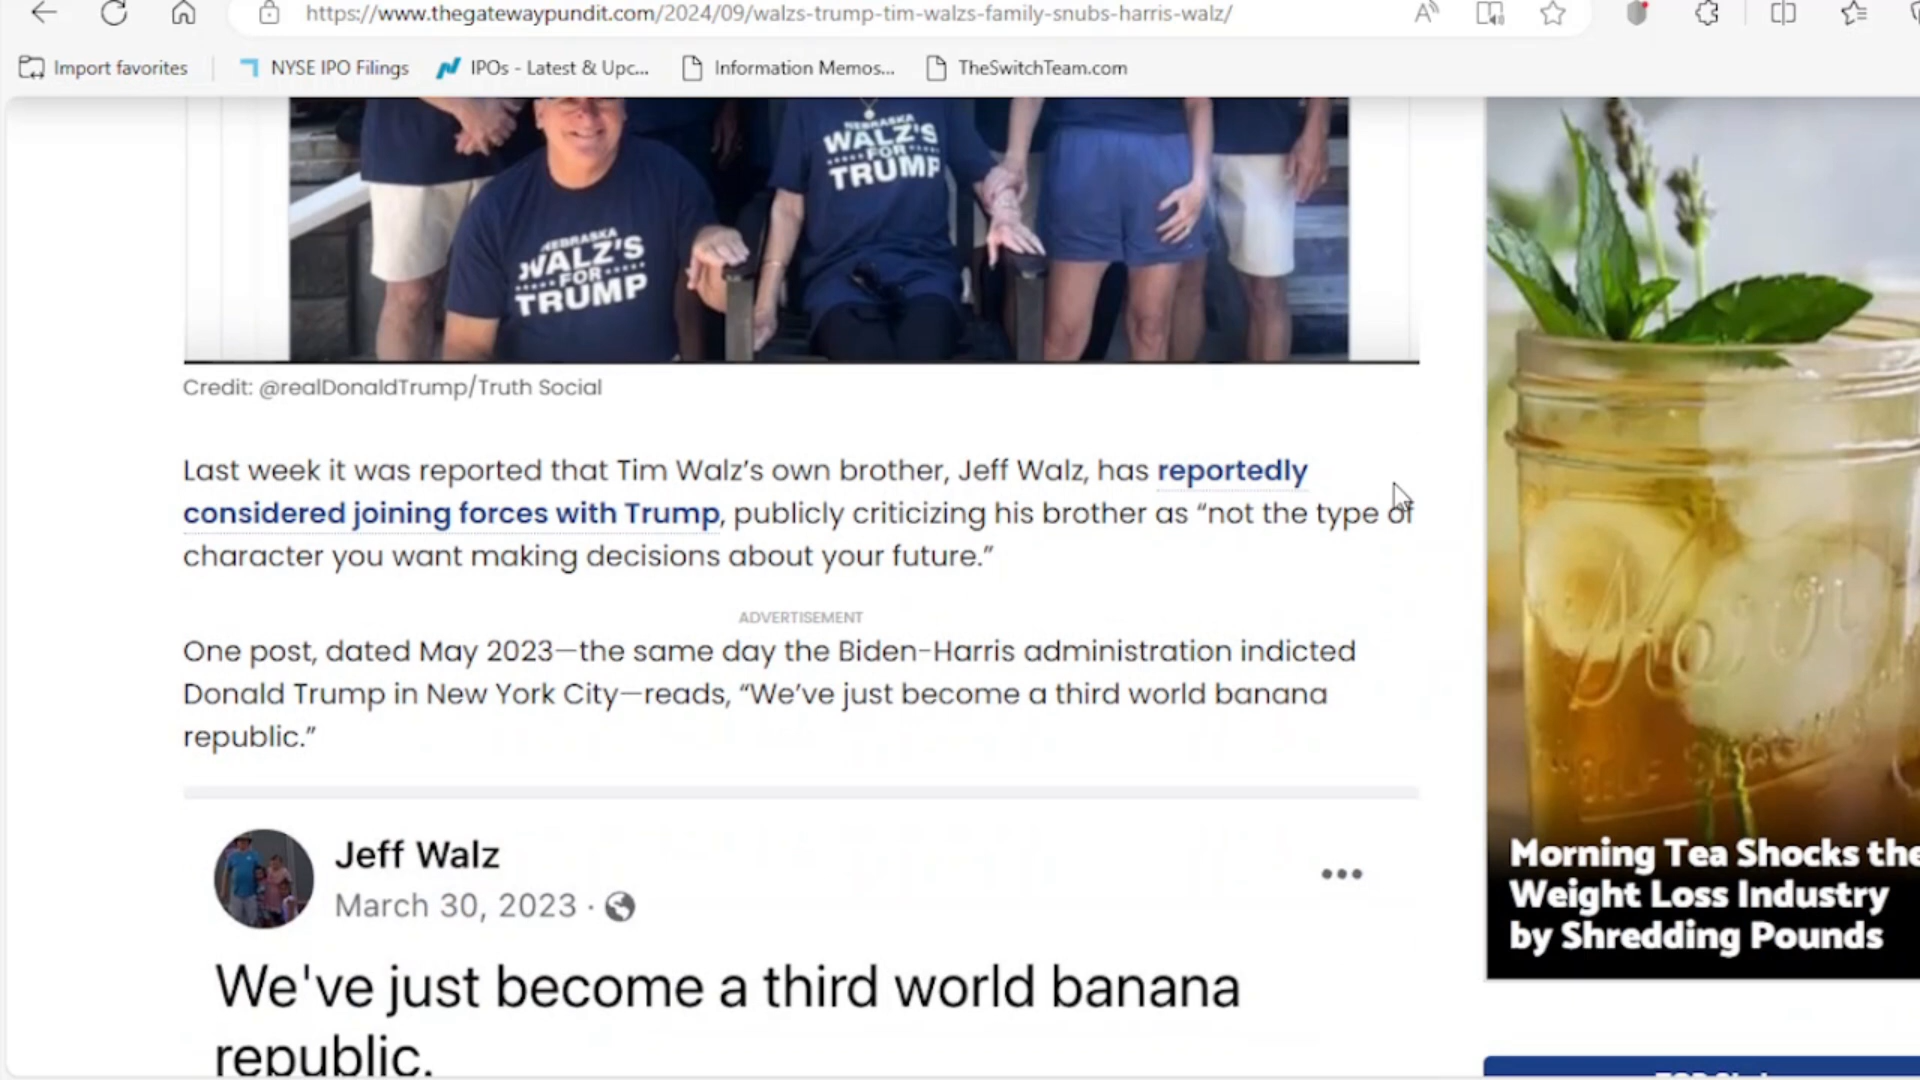 https://www.thegatewaypundit.com/2024/09/walzs-trump-tim-walzs-family-snubs-harris-walz/
Import favorites NYSE IPO Filings IPOs - Latest & Upc... Information Memos... TheSwitchTeam.com
NEBRASKA
WALZ'S
FOR
TRUMP
NEBRASKA
WALZ'S
FOR
TRUMP
Credit: @realDonaldTrump/Truth Social
Last week it was reported that Tim Walz’s own brother, Jeff Walz, has reportedly
considered joining forces with Trump, publicly criticizing his brother as “not the type of
character you want making decisions about your future.”
ADVERTISEMENT
One post, dated May 2023—the same day the Biden-Harris administration indicted
Donald Trump in New York City—reads, “We’ve just become a third world banana
republic.”
Jeff Walz
March 30, 2023 ·
We've just become a third world banana
republic.
Morning Tea Shocks the
Weight Loss Industry
by Shredding Pounds